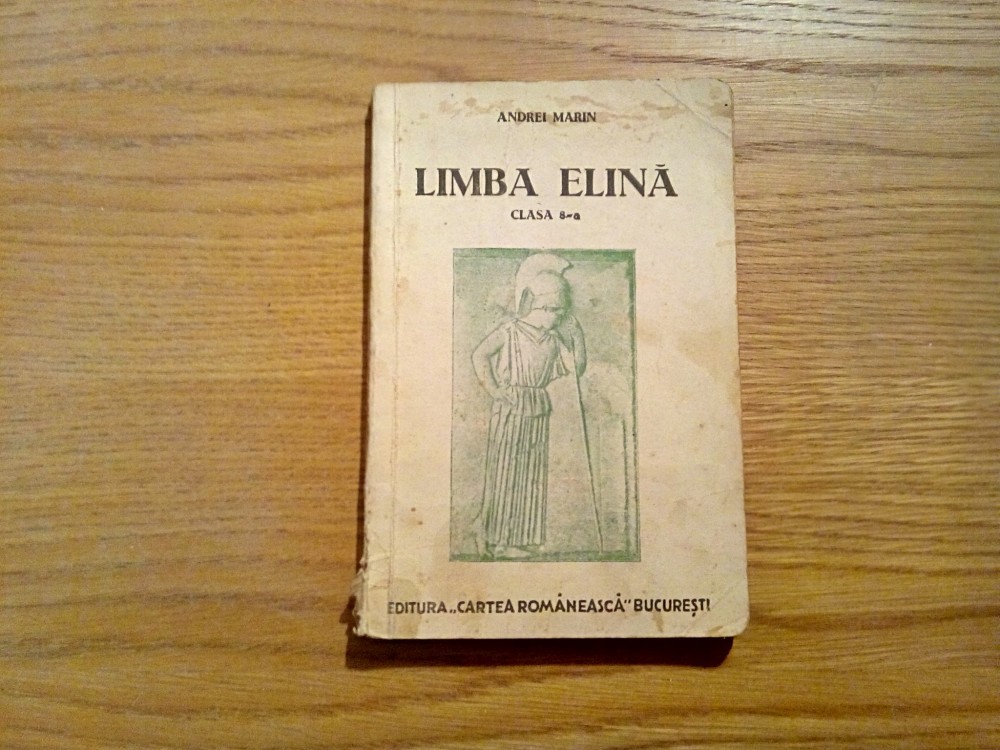 ANDREI MARIN
LIMBA ELINĂ
CLASA 8-a
EDITURA „CARTEA ROMÂNEASCĂ” BUCUREȘTI